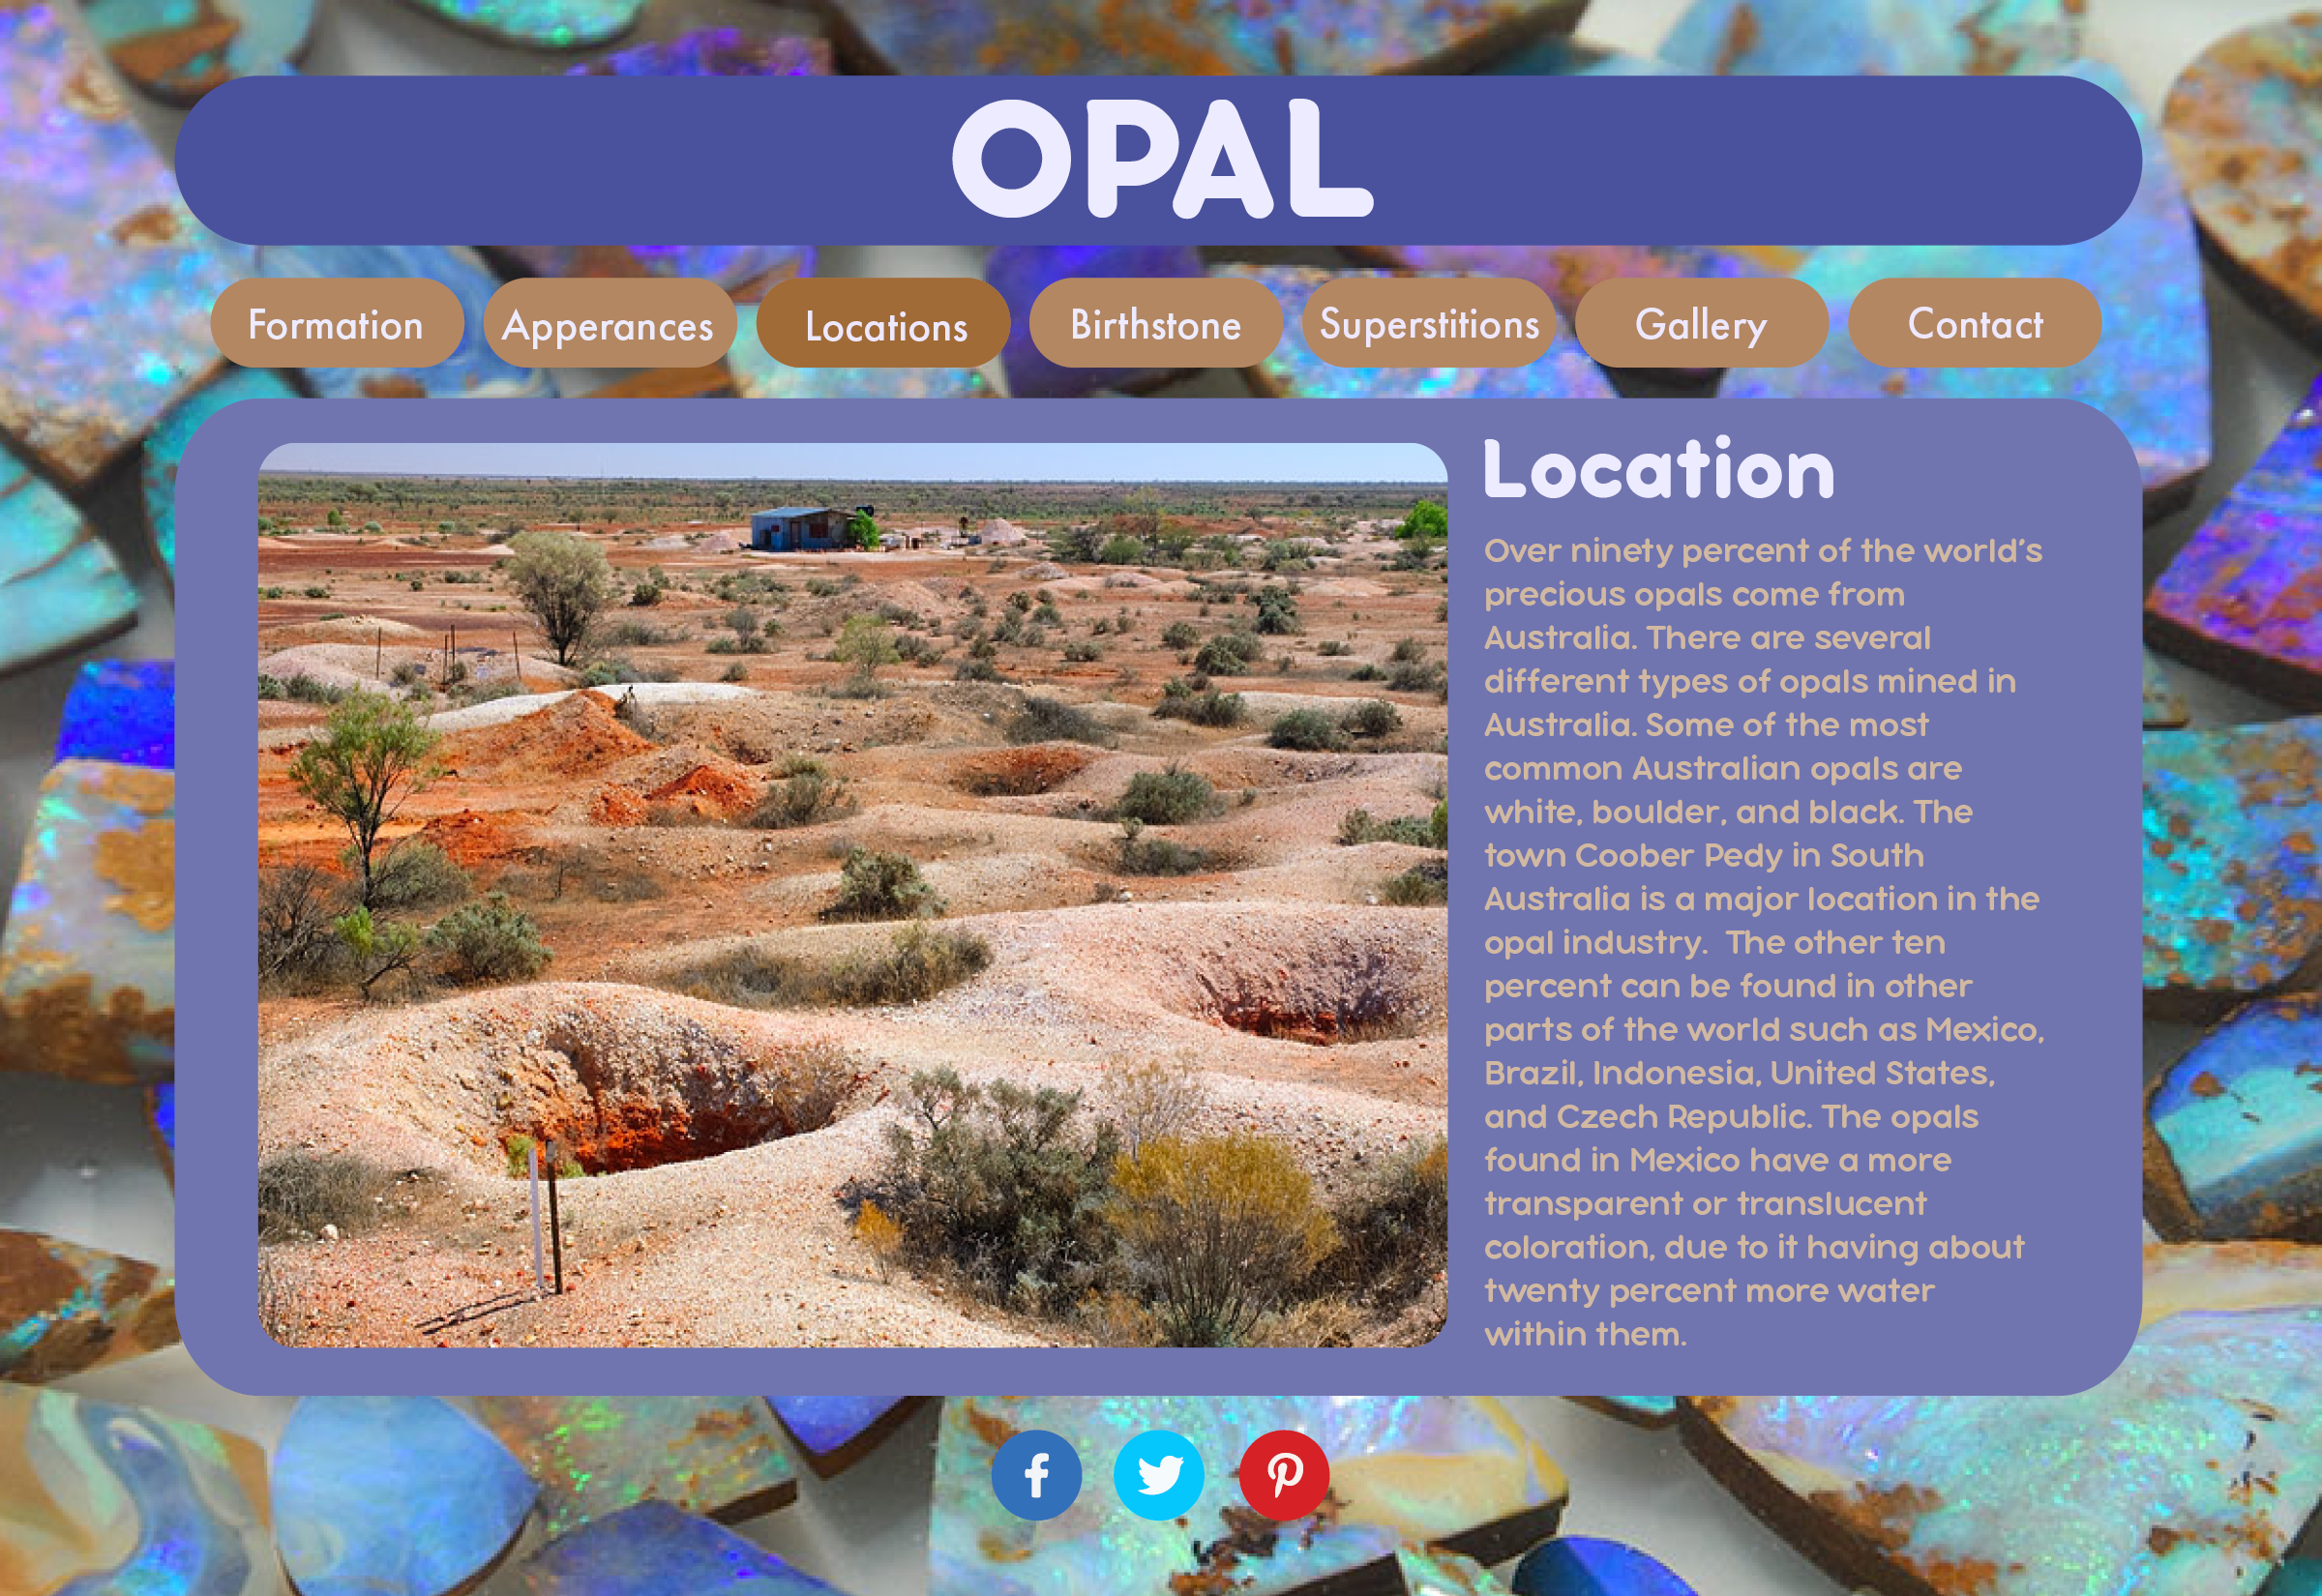 OPAL
Formation
Apperances
Locations
Birthstone
Superstitions
Gallery
Contact
Location
Over ninety percent of the world's
precious opals come from
Australia. There are several
different types of opals mined in
Australia. Some of the most
common Australian opals are
white, boulder, and black. The
town Coober Pedy in South
Australia is a major location in the
opal industry.  The other ten
percent can be found in other
parts of the world such as Mexico,
Brazil, Indonesia, United States,
and Czech Republic. The opals
found in Mexico have a more
transparent or translucent
coloration, due to it having about
twenty percent more water
within them.